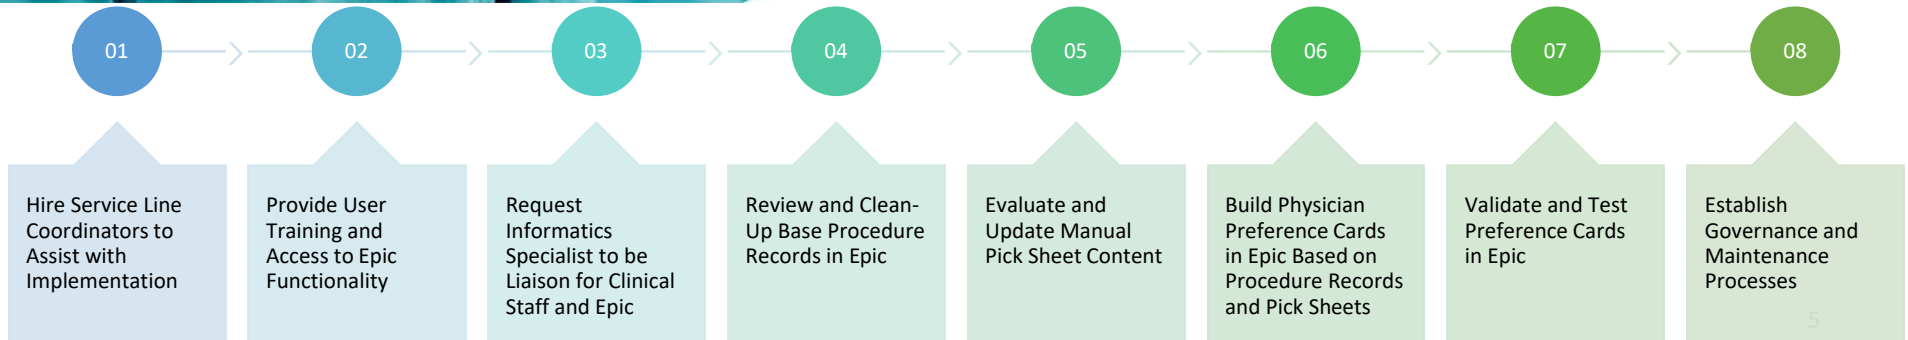 01
02
03
04
05
06
07
08
Hire Service Line
Coordinators to
Assist with
Implementation
Provide User
Training and
Access to Epic
Functionality
Request
Informatics
Specialist to be
Liaison for Clinical
Staff and Epic
Review and Clean-
Up Base Procedure
Records in Epic
Evaluate and
Update Manual
Pick Sheet Content
Build Physician
Preference Cards
in Epic Based on
Procedure Records
and Pick Sheets
Validate and Test
Preference Cards
in Epic
Establish
Governance and
Maintenance
Processes
5